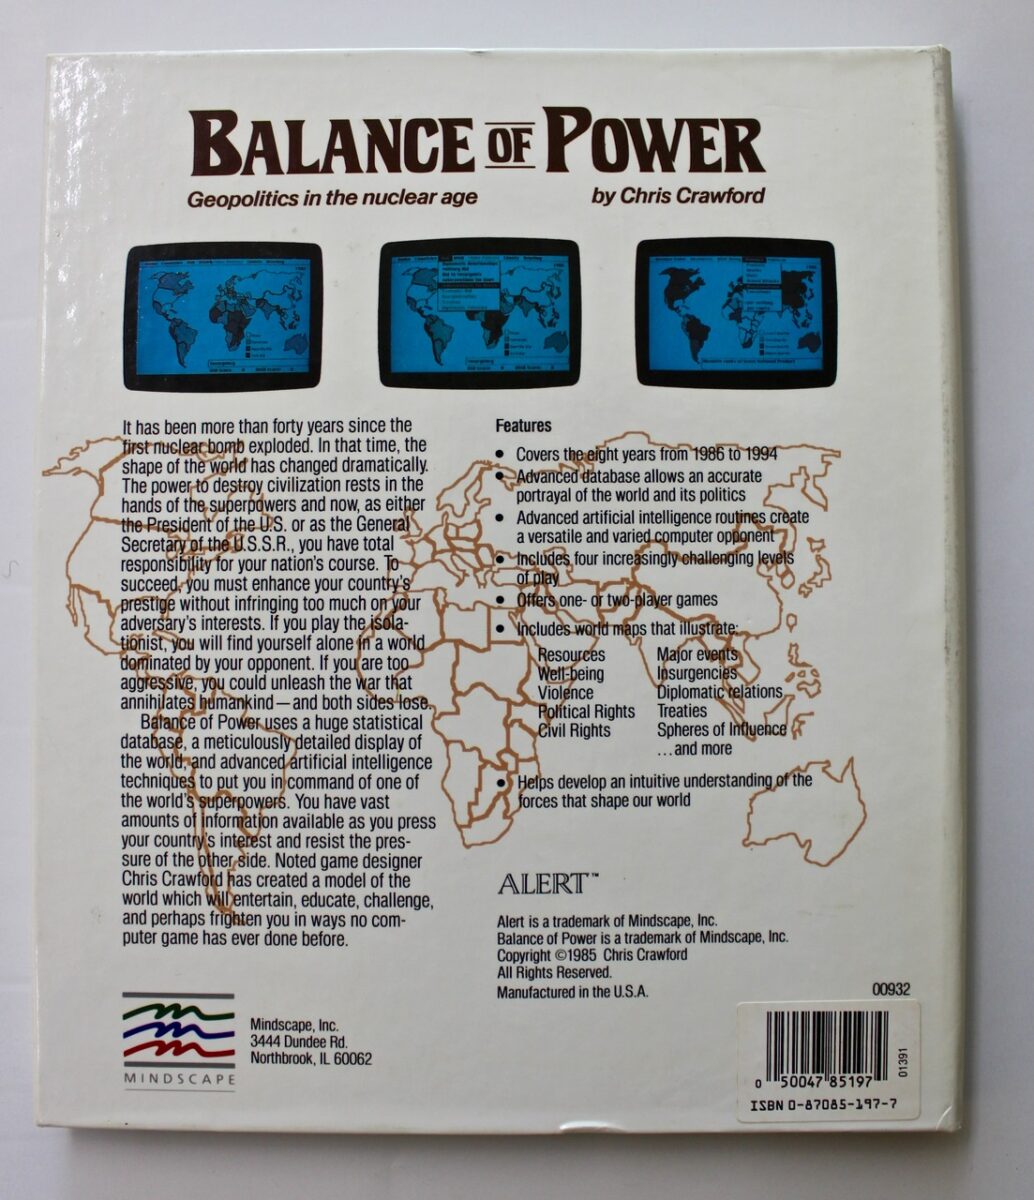 BALANCE OF POWER
Geopolitics in the nuclear age
by Chris Crawford
It has been more than forty years since the
first nuclear bomb exploded. In that time, the
shape of the world has changed dramatically.
The power to destroy civilization rests in the
hands of the superpowers and now, as either
the President of the U.S. or as the General
Secretary of the U.S.S.R., you have total
responsibility for your nation's course. To
succeed, you must enhance your country's
prestige without infringing too much on your
adversary's interests. If you play the isola-
tionist, you will find yourself alone in a world
dominated by your opponent. If you are too
aggressive, you could unleash the war that
annihilates humankind—and both sides lose.
Balance of Power uses a huge statistical
database, a meticulously detailed display of
the world, and advanced artificial intelligence
techniques to put you in command of one of
the world's superpowers. You have vast
amounts of information available as you press
your country's interest and resist the pres-
sure of the other side. Noted game designer
Chris Crawford has created a model of the
world which will entertain, educate, challenge,
and perhaps frighten you in ways no com-
puter game has ever done before.
Features
• Covers the eight years from 1986 to 1994
• Advanced database allows an accurate
portrayal of the world and its politics
• Advanced artificial intelligence routines create
a versatile and varied computer opponent
• Includes four increasingly challenging levels
of play
• Offers one- or two-player games
• Includes world maps that illustrate:
Resources
Well-being
Violence
Political Rights
Civil Rights
Major events
Insurgencies
Diplomatic relations
Treaties
Spheres of Influence
...and more
• Helps develop an intuitive understanding of the
forces that shape our world
ALERT™
Alert is a trademark of Mindscape, Inc.
Balance of Power is a trademark of Mindscape, Inc.
Copyright ©1985 Chris Crawford
All Rights Reserved.
Manufactured in the U.S.A.
00932
MINDSCAPE
Mindscape, Inc.
3444 Dundee Rd.
Northbrook, IL 60062
0 50047 85197
01391
ISBN 0-87085-197-7